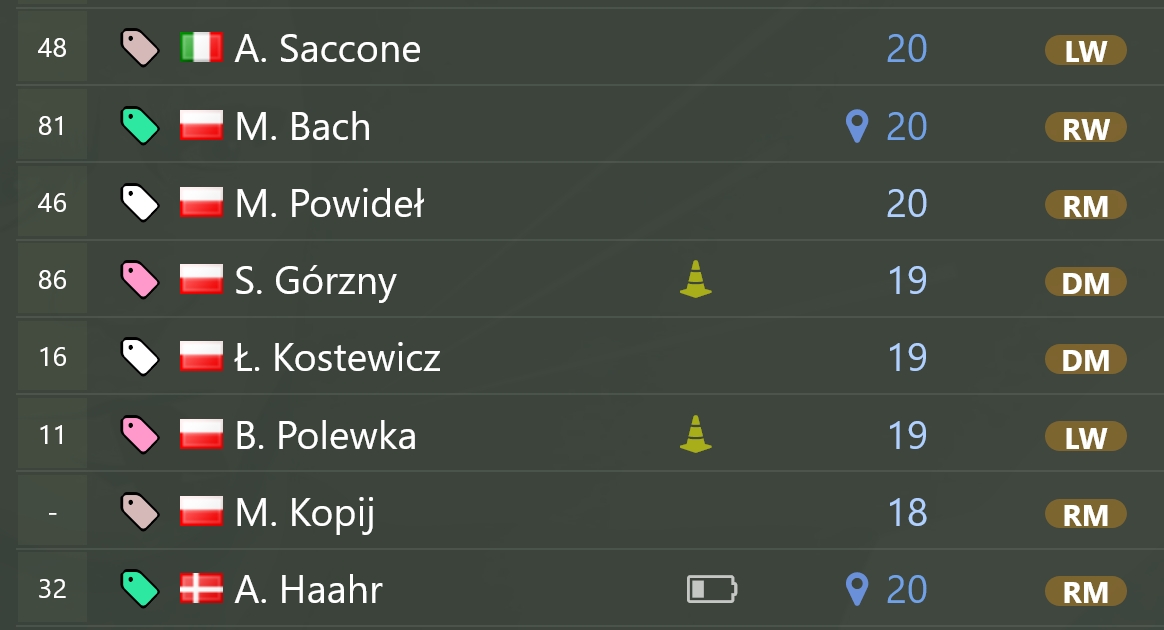 48 A. Saccone 20 LW
81 M. Bach 20 RW
46 M. Powideł 20 RM
86 S. Górzny 19 DM
16 Ł. Kostewicz 19 DM
11 B. Polewka 19 LW
- M. Kopij 18 RM
32 A. Haahr 20 RM